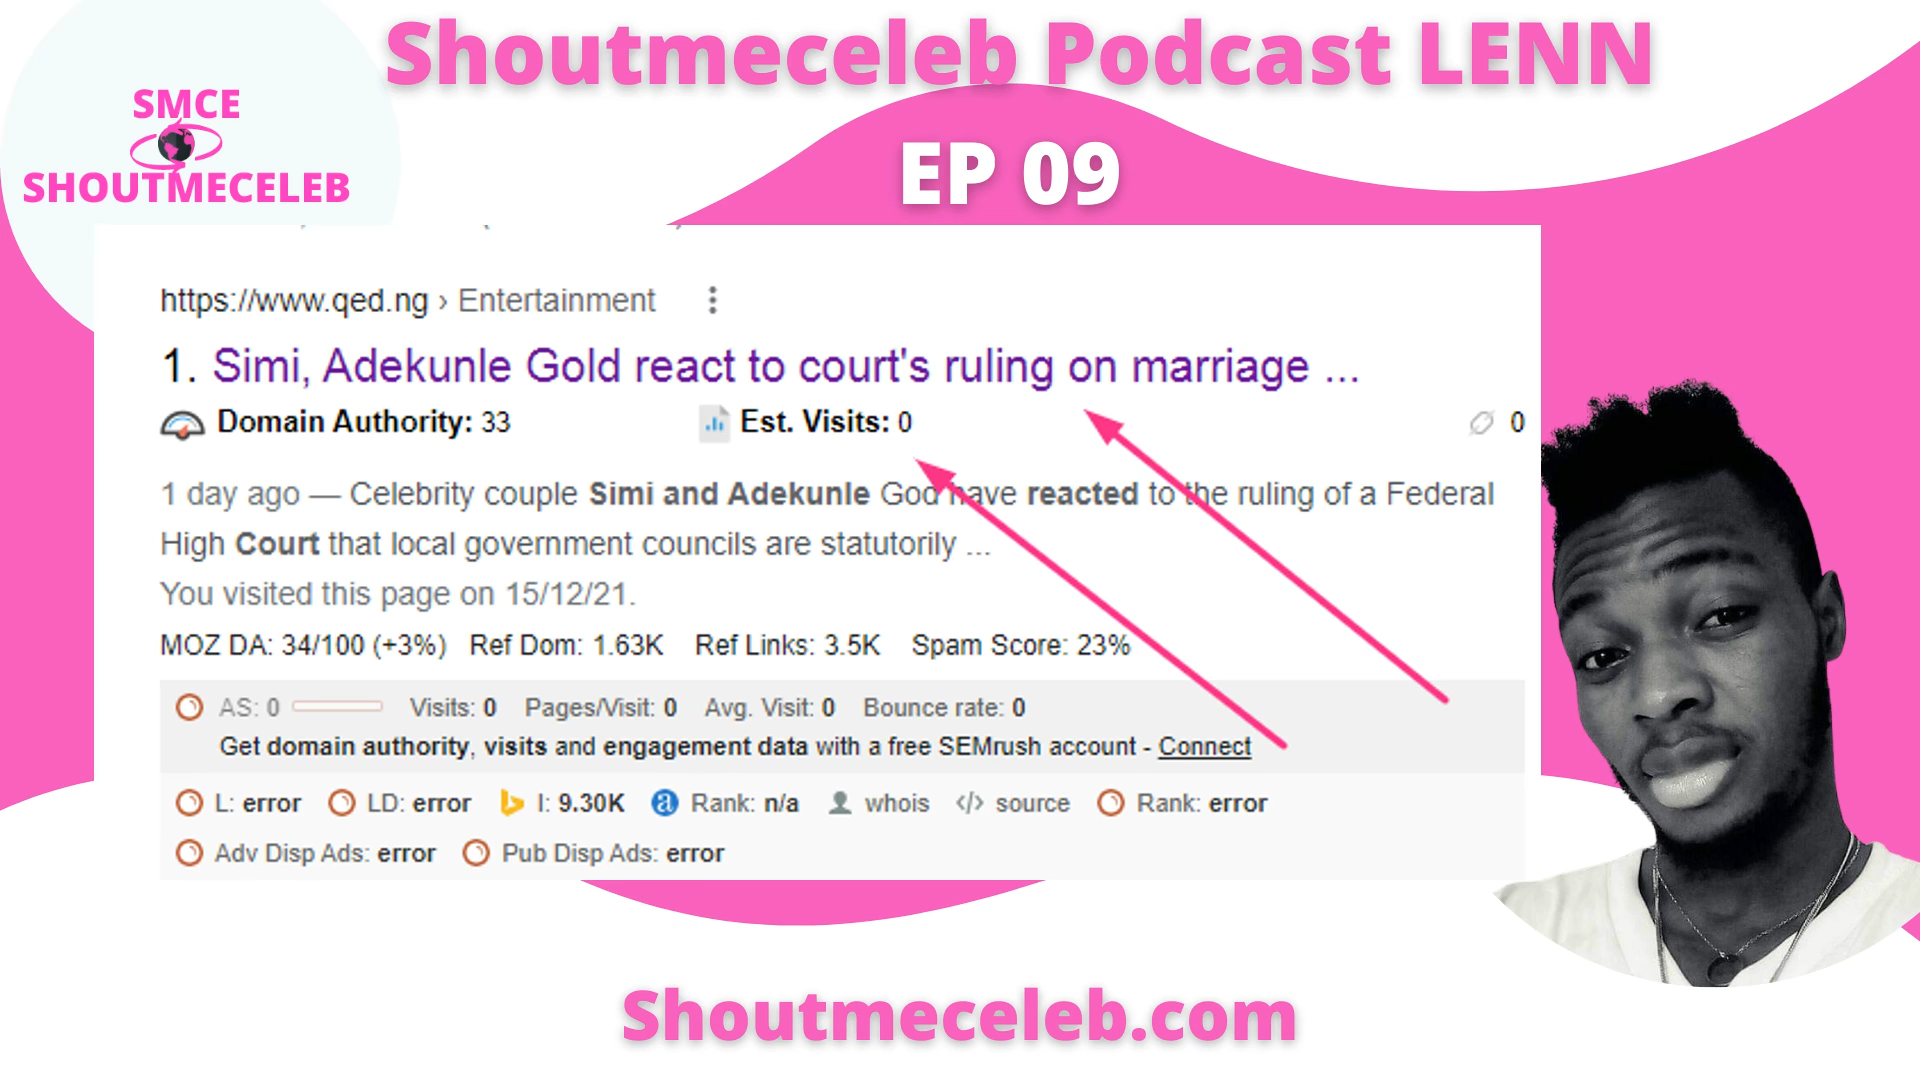 Shoutmeceleb Podcast LENN
SMCE
SHOUTMECELEB
EP 09
https://www.qed.ng › Entertainment
1. Simi, Adekunle Gold react to court's ruling on marriage ...
Domain Authority: 33 Est. Visits: 0 0
1 day ago — Celebrity couple Simi and Adekunle God have reacted to the ruling of a Federal
High Court that local government councils are statutorily ...
You visited this page on 15/12/21.
MOZ DA: 34/100 (+3%) Ref Dom: 1.63K Ref Links: 3.5K Spam Score: 23%
AS: 0 Visits: 0 Pages/Visit: 0 Avg. Visit: 0 Bounce rate: 0
Get domain authority, visits and engagement data with a free SEMrush account - Connect
L: error LD: error I: 9.30K Rank: n/a whois </> source Rank: error
Adv Disp Ads: error Pub Disp Ads: error
Shoutmeceleb.com